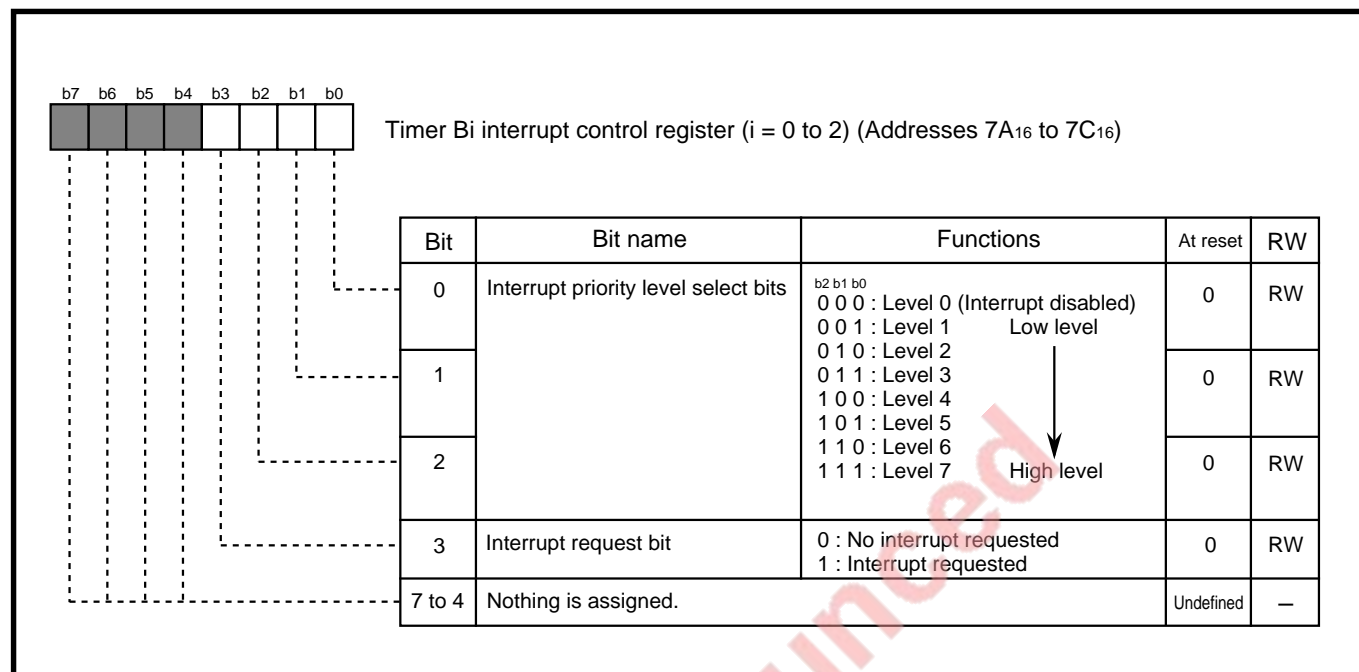 b7 b6 b5 b4 b3 b2 b1 b0
Timer Bi interrupt control register (i = 0 to 2) (Addresses 7A16 to 7C16)
Bit Bit name Functions At reset RW
0 Interrupt priority level select bits b2 b1 b0 0 RW
0 0 0 : Level 0 (Interrupt disabled)
0 0 1 : Level 1 Low level
0 1 0 : Level 2
1 0 1 1 : Level 3 0 RW
1 0 0 : Level 4
1 0 1 : Level 5
2 1 1 0 : Level 6 0 RW
1 1 1 : Level 7 High level
3 Interrupt request bit 0 : No interrupt requested 0 RW
1 : Interrupt requested
7 to 4 Nothing is assigned. Undefined –
unced